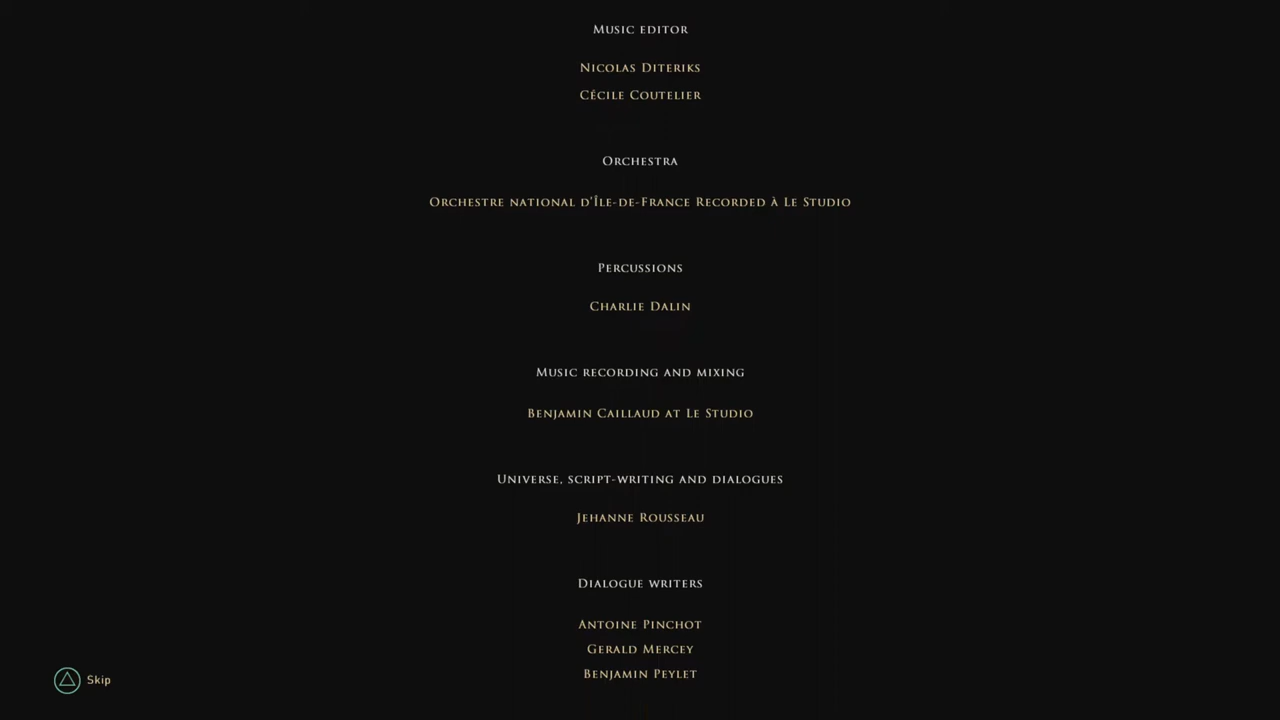 Music editor
Nicolas Diteriks
Cécile Coutelier
Orchestra
Orchestre national d'Île-de-France Recorded à Le Studio
Percussions
Charlie Dalin
Music recording and mixing
Benjamin Caillaud at Le Studio
Universe, script-writing and dialogues
Jehanne Rousseau
Dialogue writers
Antoine Pinchot
Gerald Mercey
Benjamin Peylet
Skip